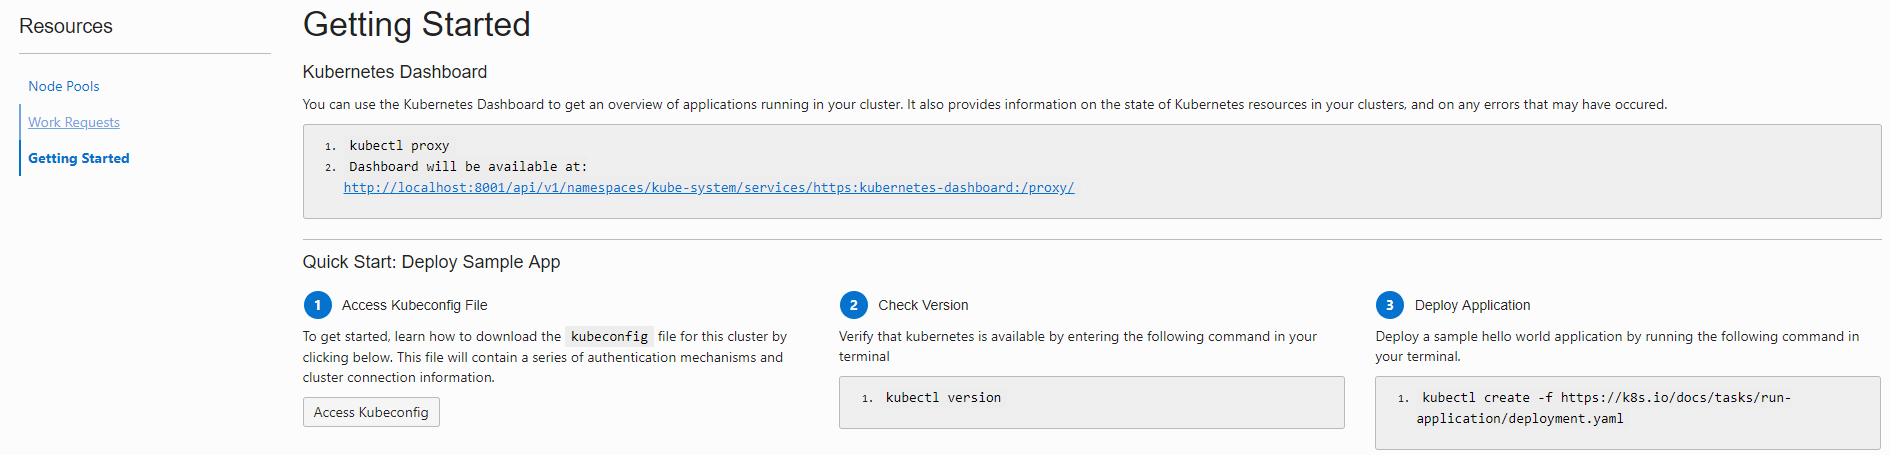 Resources
Node Pools
Work Requests
Getting Started
Getting Started
Kubernetes Dashboard
You can use the Kubernetes Dashboard to get an overview of applications running in your cluster. It also provides information on the state of Kubernetes resources in your clusters, and on any errors that may have occured.
1. kubectl proxy
2. Dashboard will be available at:
http://localhost:8001/api/v1/namespaces/kube-system/services/https:kubernetes-dashboard:/proxy/
Quick Start: Deploy Sample App
1 Access Kubeconfig File
To get started, learn how to download the kubeconfig file for this cluster by
clicking below. This file will contain a series of authentication mechanisms and
cluster connection information.
Access Kubeconfig
2 Check Version
Verify that kubernetes is available by entering the following command in your
terminal
1. kubectl version
3 Deploy Application
Deploy a sample hello world application by running the following command in
your terminal.
1. kubectl create -f https://k8s.io/docs/tasks/run-
application/deployment.yaml